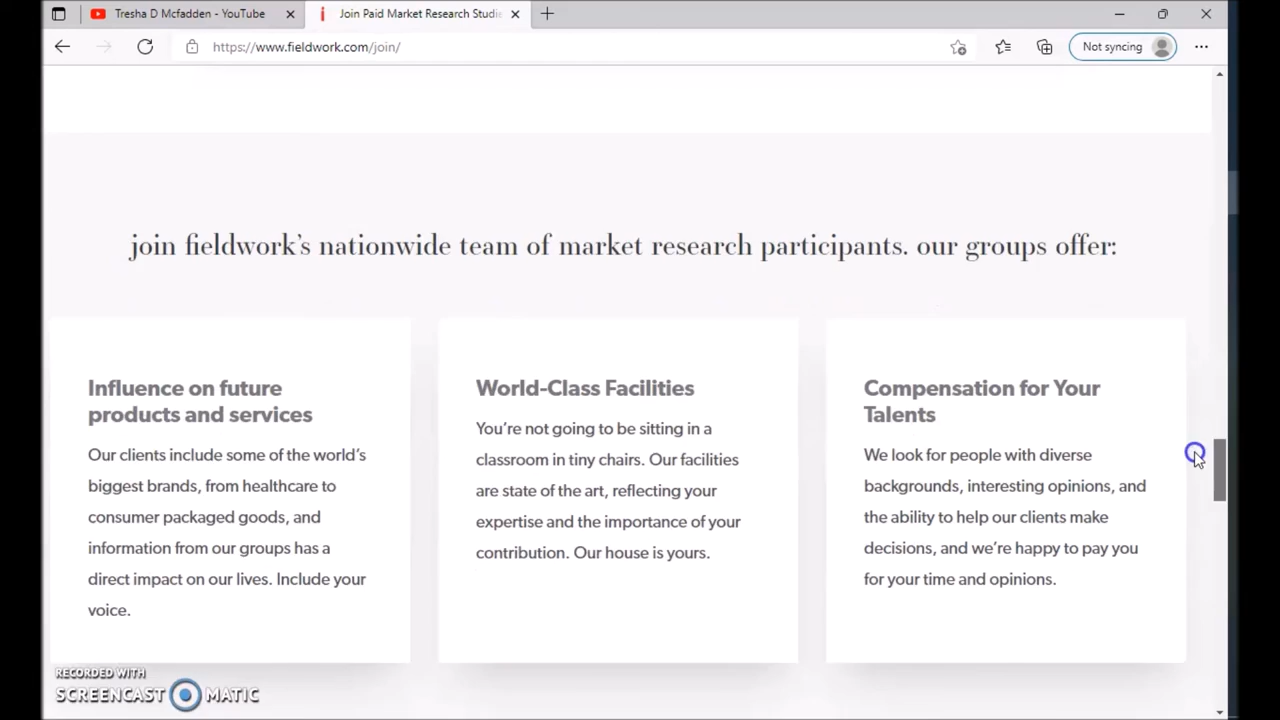 Tresha D Mcfadden - YouTube
Join Paid Market Research Studie
https://www.fieldwork.com/join/
Not syncing
join fieldwork's nationwide team of market research participants. our groups offer:
Influence on future
products and services
Our clients include some of the world's
biggest brands, from healthcare to
consumer packaged goods, and
information from our groups has a
direct impact on our lives. Include your
voice.
World-Class Facilities
You're not going to be sitting in a
classroom in tiny chairs. Our facilities
are state of the art, reflecting your
expertise and the importance of your
contribution. Our house is yours.
Compensation for Your
Talents
We look for people with diverse
backgrounds, interesting opinions, and
the ability to help our clients make
decisions, and we're happy to pay you
for your time and opinions.
RECORDED WITH
SCREENCAST MATIC